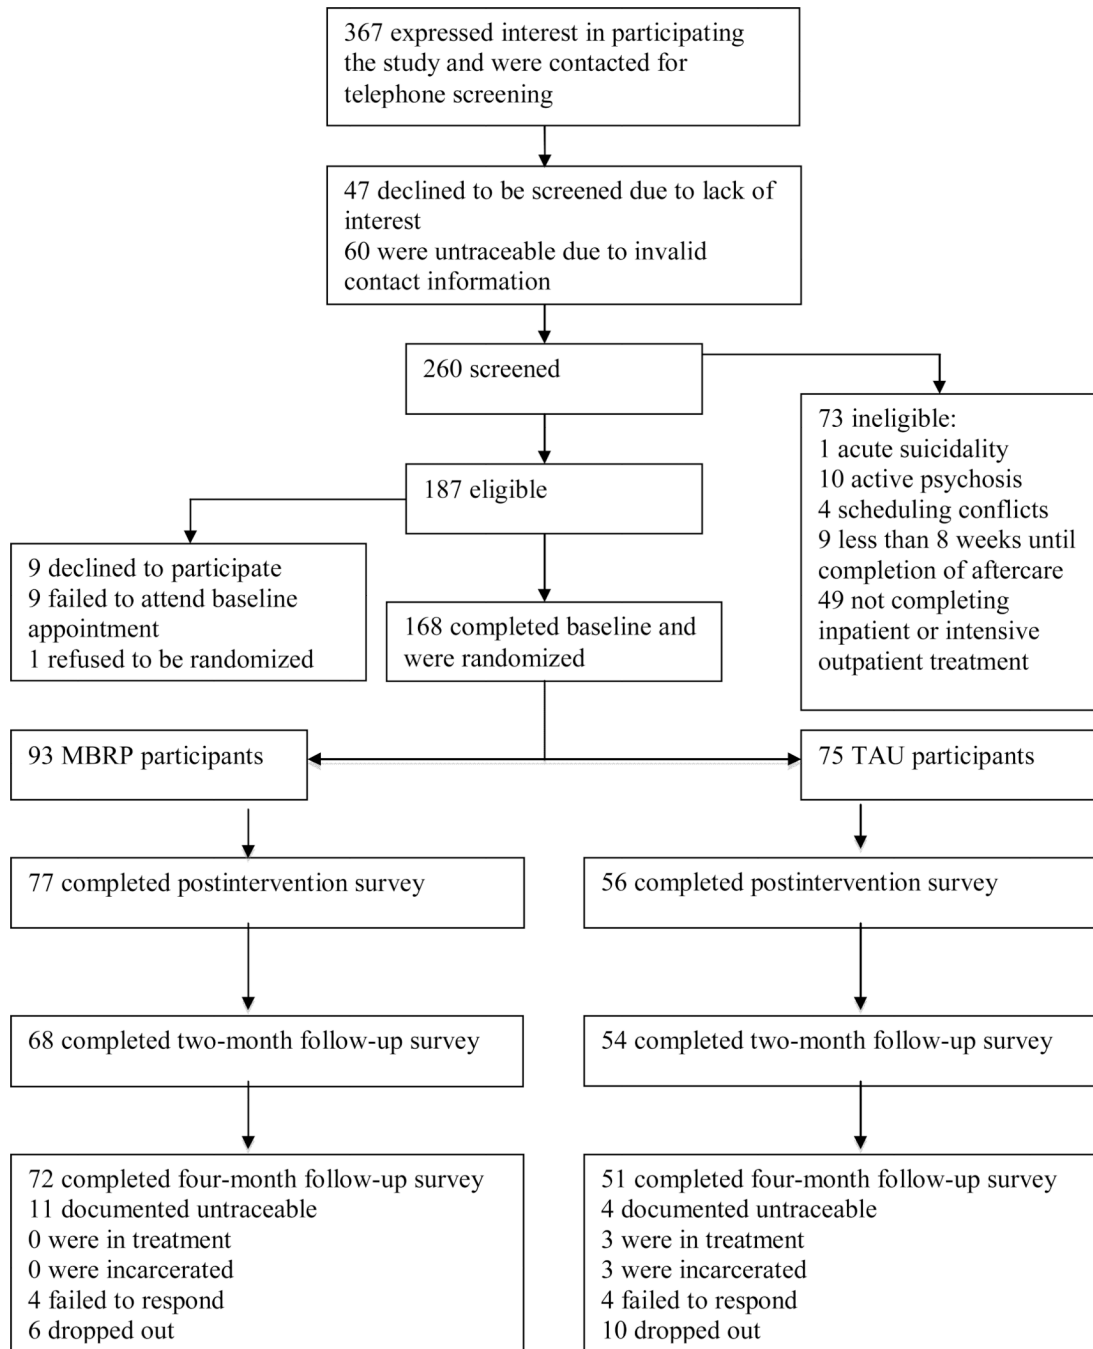 367 expressed interest in participating
the study and were contacted for
telephone screening
47 declined to be screened due to lack of
interest
60 were untraceable due to invalid
contact information
260 screened
73 ineligible:
1 acute suicidality
10 active psychosis
4 scheduling conflicts
9 less than 8 weeks until
completion of aftercare
49 not completing
inpatient or intensive
outpatient treatment
187 eligible
9 declined to participate
9 failed to attend baseline
appointment
1 refused to be randomized
168 completed baseline and
were randomized
93 MBRP participants
75 TAU participants
77 completed postintervention survey
56 completed postintervention survey
68 completed two-month follow-up survey
54 completed two-month follow-up survey
72 completed four-month follow-up survey
11 documented untraceable
0 were in treatment
0 were incarcerated
4 failed to respond
6 dropped out
51 completed four-month follow-up survey
4 documented untraceable
3 were in treatment
3 were incarcerated
4 failed to respond
10 dropped out